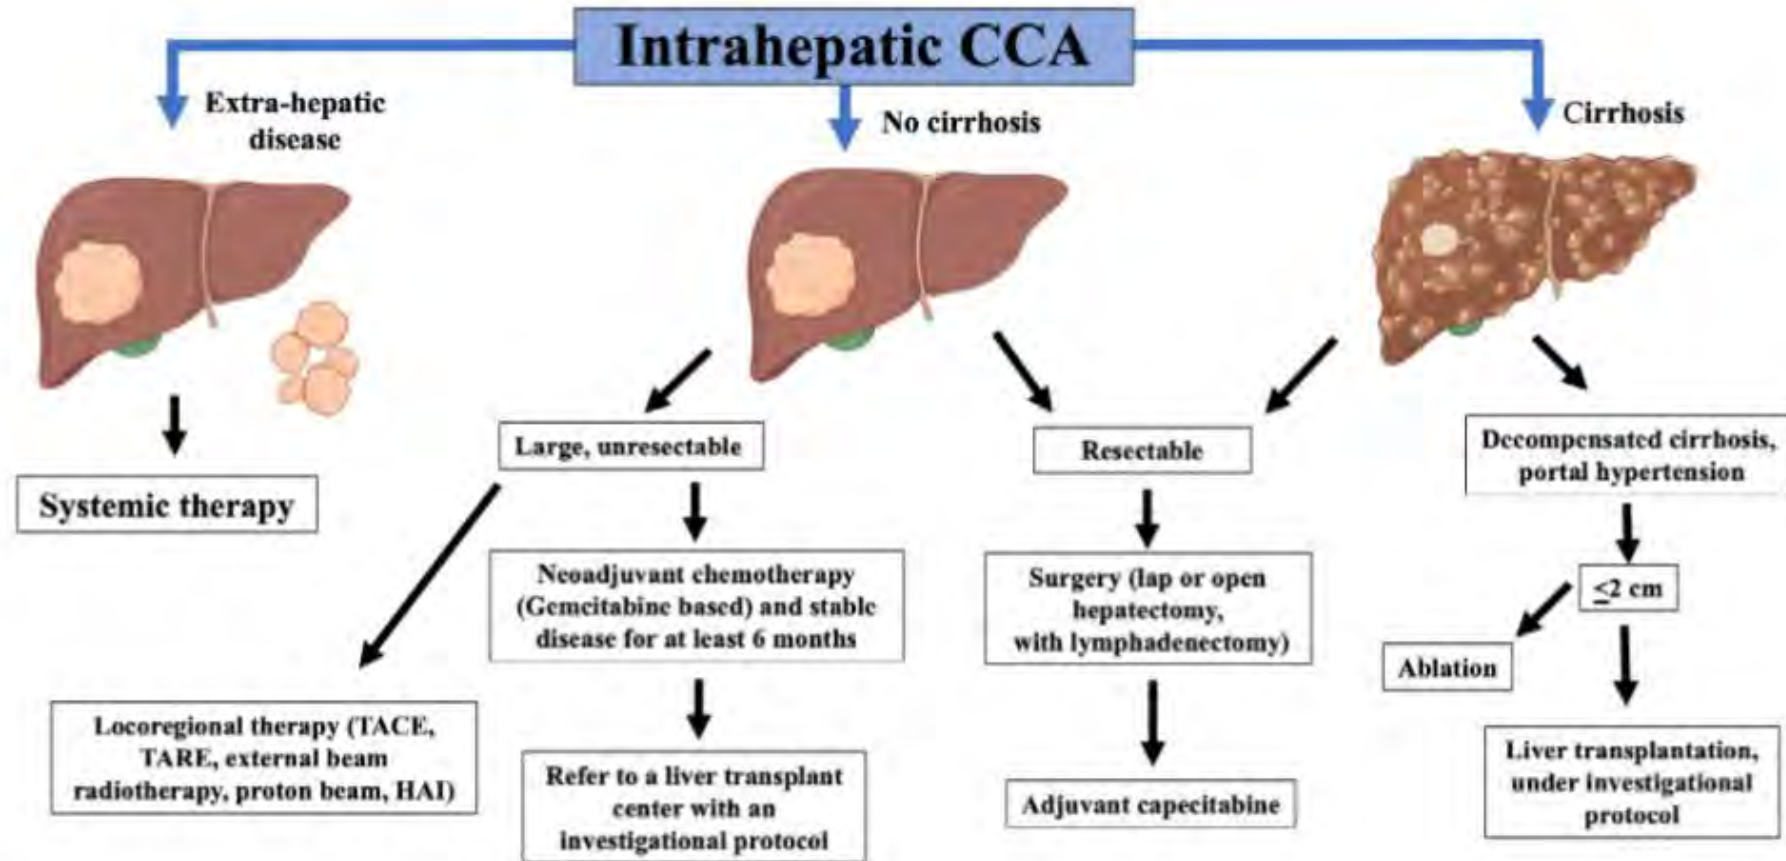 Intrahepatic CCA
Extra-hepatic
disease
No cirrhosis
Cirrhosis
Large, unresectable
Resectable
Decompensated cirrhosis,
portal hypertension
Systemic therapy
Neoadjuvant chemotherapy
(Gemcitabine based) and stable
disease for at least 6 months
Surgery (lap or open
hepatectomy,
with lymphadenectomy)
≤2 cm
Ablation
Locoregional therapy (TACE,
TARE, external beam
radiotherapy, proton beam, HAI)
Refer to a liver transplant
center with an
investigational protocol
Adjuvant capecitabine
Liver transplantation,
under investigational
protocol